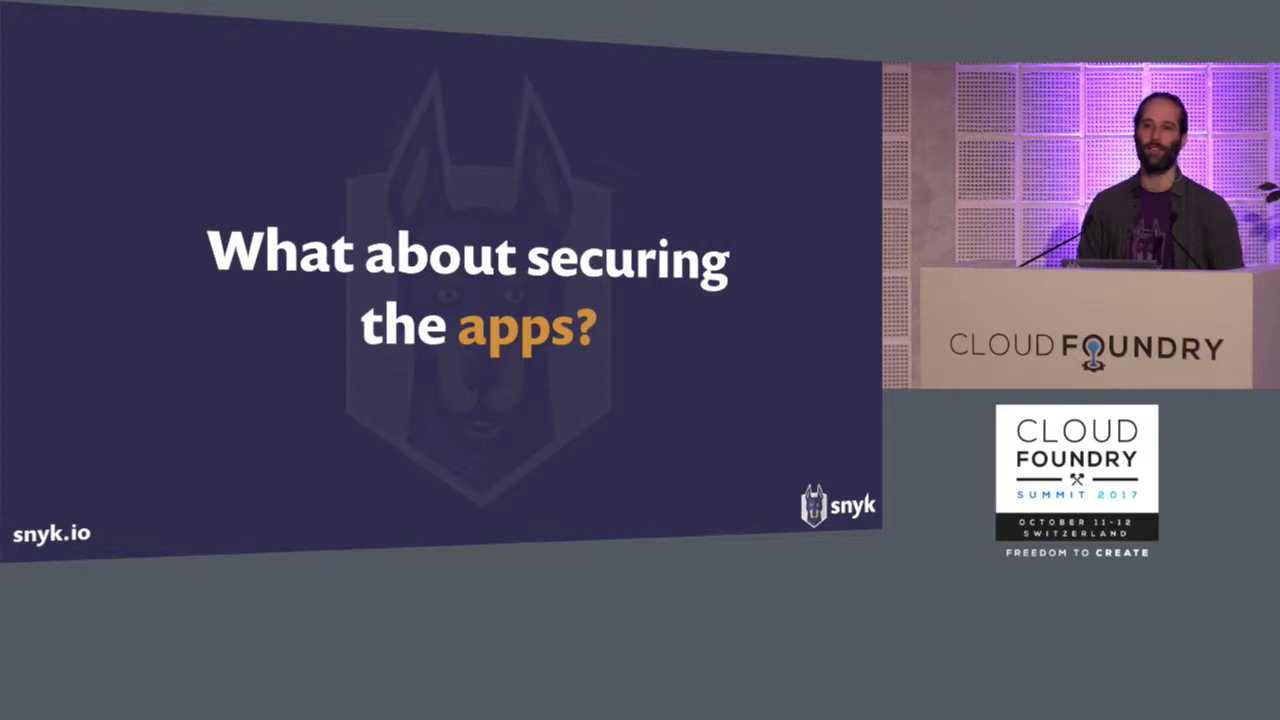 What about securing
the apps?
snyk.io
snyk
CLOUD FOUNDRY
CLOUD
FOUNDRY
SUMMIT 2017
OCTOBER 11-12
SWITZERLAND
FREEDOM TO CREATE